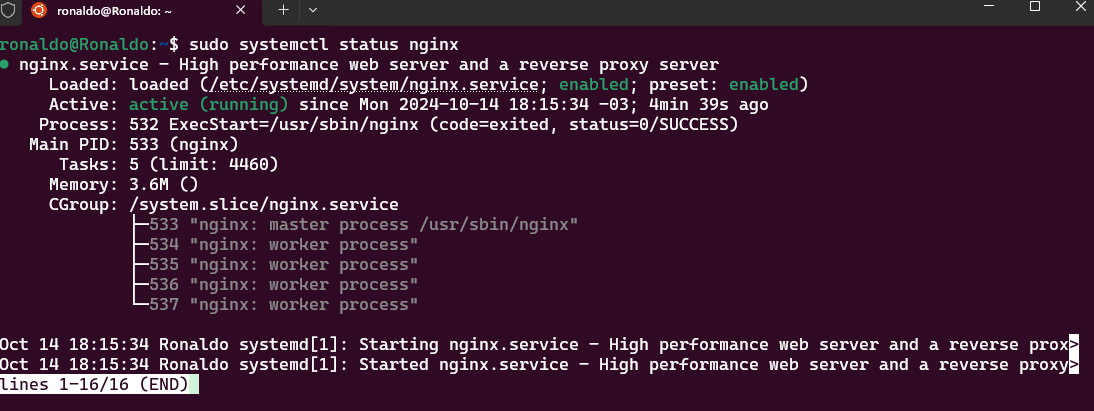 ronaldo@Ronaldo: ~
ronaldo@Ronaldo:~$ sudo systemctl status nginx
● nginx.service - High performance web server and a reverse proxy server
Loaded: loaded (/etc/systemd/system/nginx.service; enabled; preset: enabled)
Active: active (running) since Mon 2024-10-14 18:15:34 -03; 4min 39s ago
Process: 532 ExecStart=/usr/sbin/nginx (code=exited, status=0/SUCCESS)
Main PID: 533 (nginx)
Tasks: 5 (limit: 4460)
Memory: 3.6M ()
CGroup: /system.slice/nginx.service
├─533 "nginx: master process /usr/sbin/nginx"
├─534 "nginx: worker process"
├─535 "nginx: worker process"
├─536 "nginx: worker process"
└─537 "nginx: worker process"
Oct 14 18:15:34 Ronaldo systemd[1]: Starting nginx.service - High performance web server and a reverse prox>
Oct 14 18:15:34 Ronaldo systemd[1]: Started nginx.service - High performance web server and a reverse proxy>
lines 1-16/16 (END)